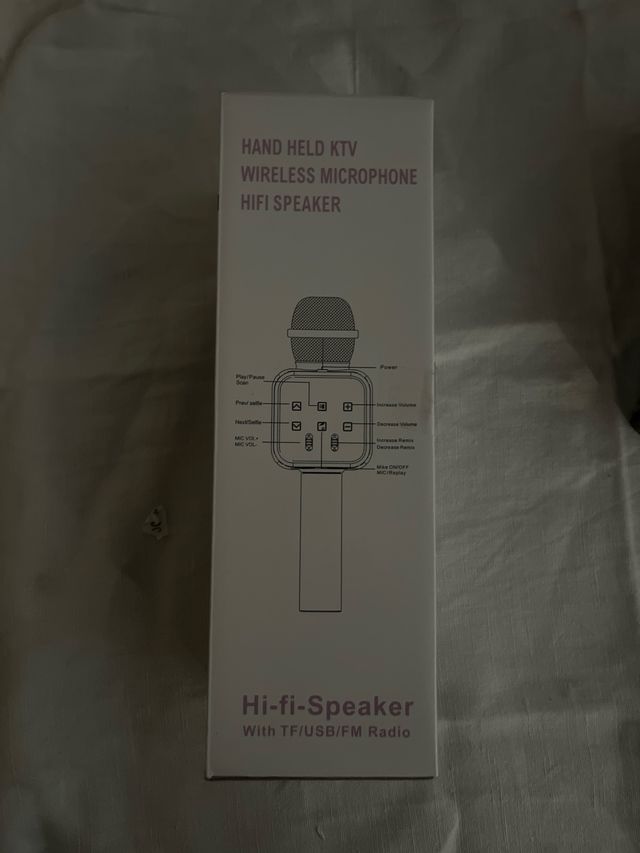 HAND HELD KTV
WIRELESS MICROPHONE
HIFI SPEAKER
Power
Play/Pause
Scan
Prev/selfie
Increase Volume
Next/Selfie
Decrease Volume
MIC VOL+
MIC VOL-
Increase Remix
Decrease Remix
Mike ON/OFF
MIC/Replay
Hi-fi-Speaker
With TF/USB/FM Radio